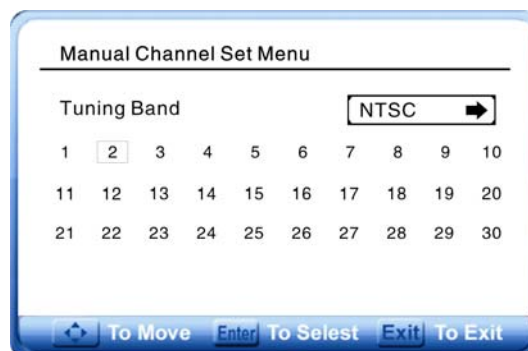 Manual Channel Set Menu
Tuning Band NTSC
1 2 3 4 5 6 7 8 9 10
11 12 13 14 15 16 17 18 19 20
21 22 23 24 25 26 27 28 29 30
To Move Enter To Selest Exit To Exit